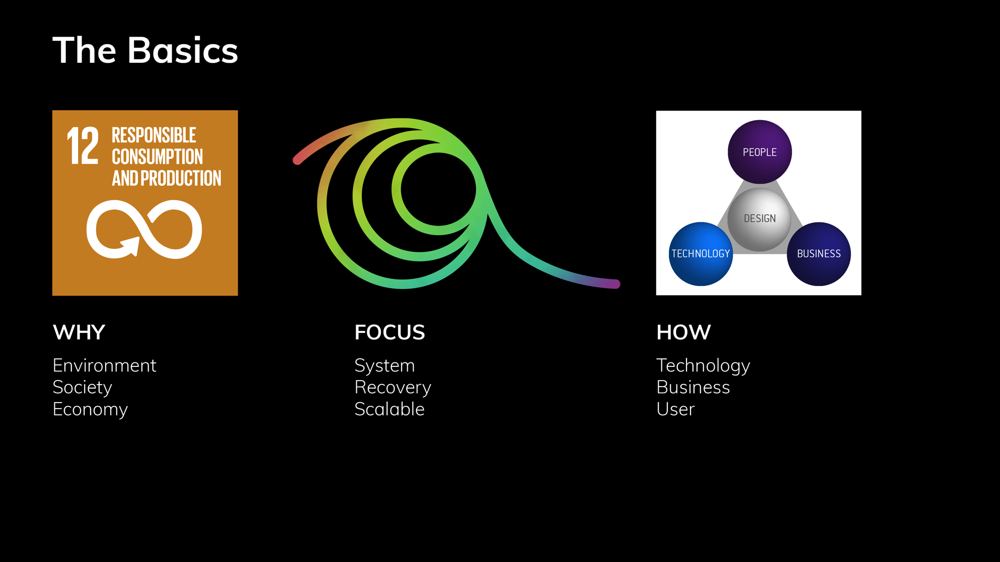 The Basics
12
RESPONSIBLE
CONSUMPTION
AND PRODUCTION
PEOPLE
DESIGN
TECHNOLOGY
BUSINESS
WHY
Environment
Society
Economy
FOCUS
System
Recovery
Scalable
HOW
Technology
Business
User